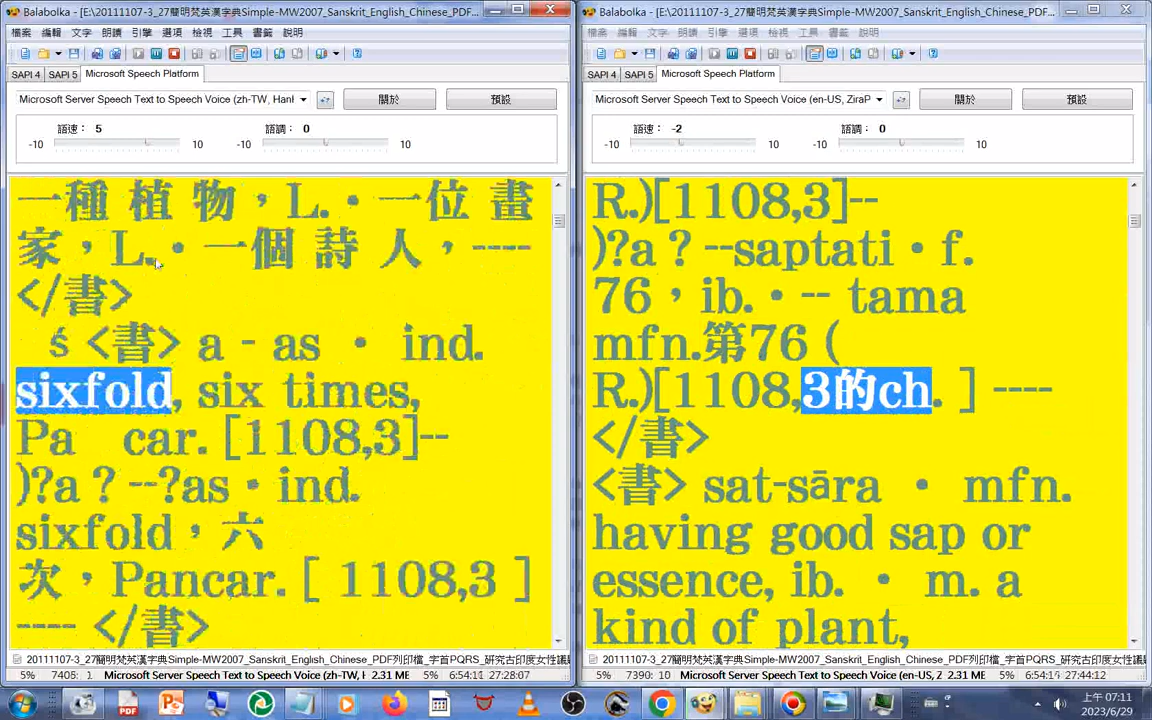 Balabolka - [E:\20111107-3_27簡明梵英漢字典Simple-MW2007_Sanskrit_English_Chinese_PDF...
檔案 編輯 文字 朗讀 引擎 選項 檢視 工具 書籤 說明
SAPI 4 SAPI 5 Microsoft Speech Platform
Microsoft Server Speech Text to Speech Voice (zh-TW, HanH 關於 預設
語速： 5 語調： 0
-10 10 -10 10
一種植物，L.・一位畫
家，L.・一個詩人，----
</書>
ś <書> a - as ・ ind.
sixfold, six times,
Pa car. [1108,3]--
)?a ? --?as・ind.
sixfold，六
次，Pancar. [ 1108,3 ]
---- </書>
20111107-3_27簡明梵英漢字典Simple-MW2007_Sanskrit_English_Chinese_PDF列印檔_字首PQRS_研究古印度女性議
5% 7405: 1 Microsoft Server Speech Text to Speech Voice (zh-TW, H 2.31 ME 5% 6:54:11 27:28:07
Balabolka - [E:\20111107-3_27簡明梵英漢字典Simple-MW2007_Sanskrit_English_Chinese_PDF...
檔案 編輯 文字 朗讀 引擎 選項 檢視 工具 書籤 說明
SAPI 4 SAPI 5 Microsoft Speech Platform
Microsoft Server Speech Text to Speech Voice (en-US, ZiraP 關於 預設
語速： -2 語調： 0
-10 10 -10 10
R.)[1108,3]--
)?a ? --saptati・f.
76，ib.・-- tama
mfn.第76（
R.)[1108,3的ch. ] ----
</書>
<書> sat-sāra ・ mfn.
having good sap or
essence, ib. ・ m. a
kind of plant,
20111107-3_27簡明梵英漢字典Simple-MW2007_Sanskrit_English_Chinese_PDF列印檔_字首PQRS_研究古印度女性議
5% 7390: 10 Microsoft Server Speech Text to Speech Voice (en-US, Z 2.31 ME 5% 27:44:12
上午 07:11
2023/6/29